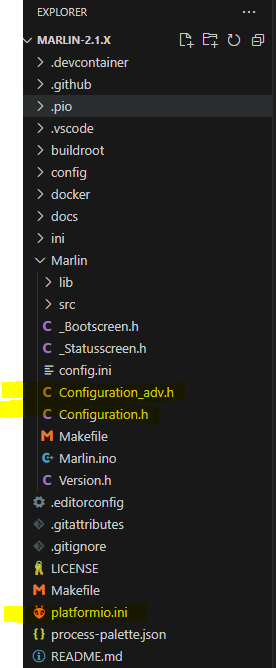 EXPLORER
MARLIN-2.1.X
.devcontainer
.github
.pio
.vscode
buildroot
config
docker
docs
ini
Marlin
lib
src
_Bootscreen.h
_Statusscreen.h
config.ini
Configuration_adv.h
Configuration.h
Makefile
Marlin.ino
Version.h
.editorconfig
.gitattributes
.gitignore
LICENSE
Makefile
platformio.ini
process-palette.json
README.md